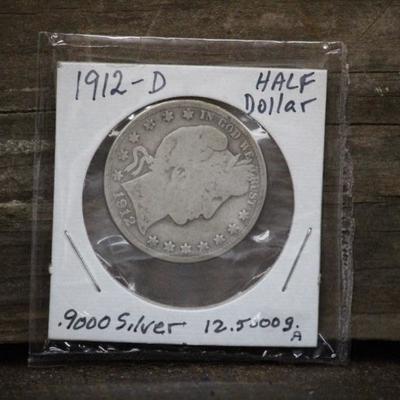 1912-D
HALF
Dollar
IN GOD WE TRUST
1912
.9000 Silver 12.5000g.
A